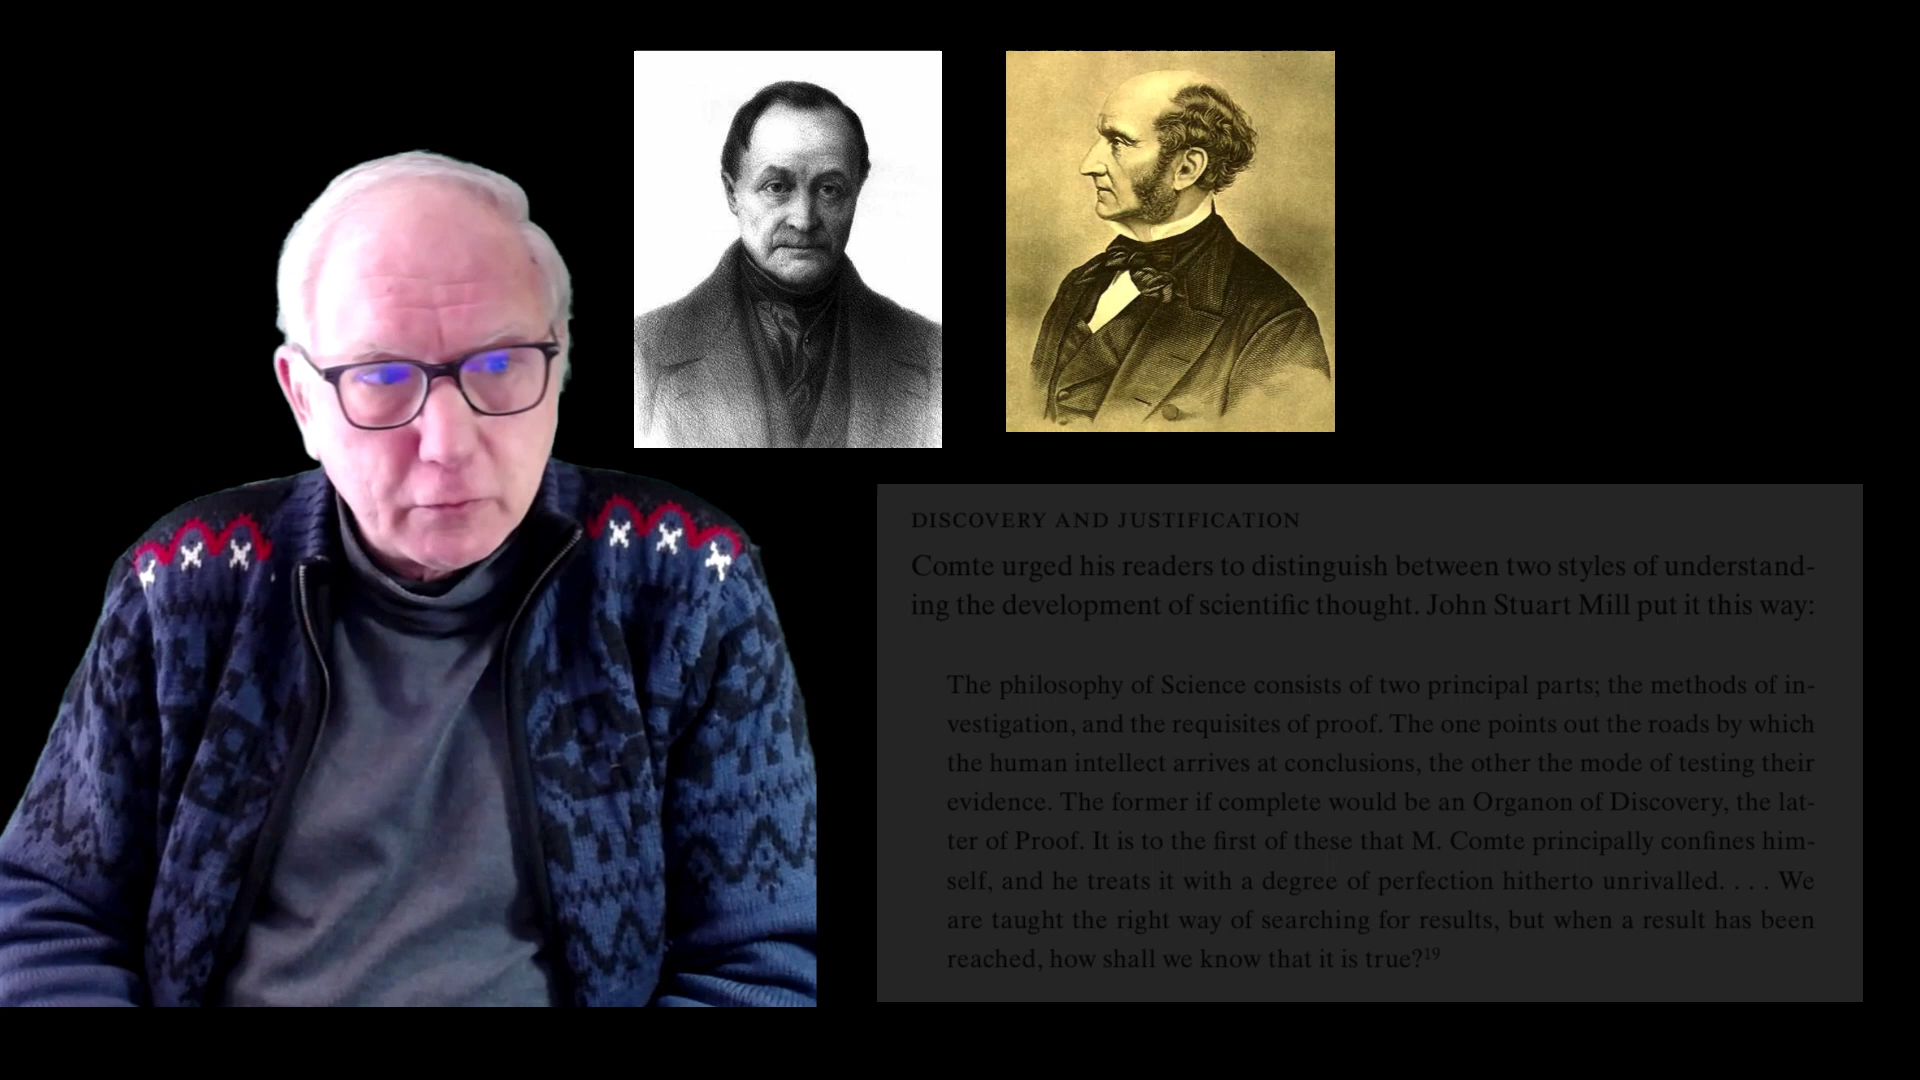 DISCOVERY AND JUSTIFICATION
Comte urged his readers to distinguish between two styles of understand-
ing the development of scientific thought. John Stuart Mill put it this way:
The philosophy of Science consists of two principal parts; the methods of in-
vestigation, and the requisites of proof. The one points out the roads by which
the human intellect arrives at conclusions, the other the mode of testing their
evidence. The former if complete would be an Organon of Discovery, the lat-
ter of Proof. It is to the first of these that M. Comte principally confines him-
self, and he treats it with a degree of perfection hitherto unrivalled. . . . We
are taught the right way of searching for results, but when a result has been
reached, how shall we know that it is true?19